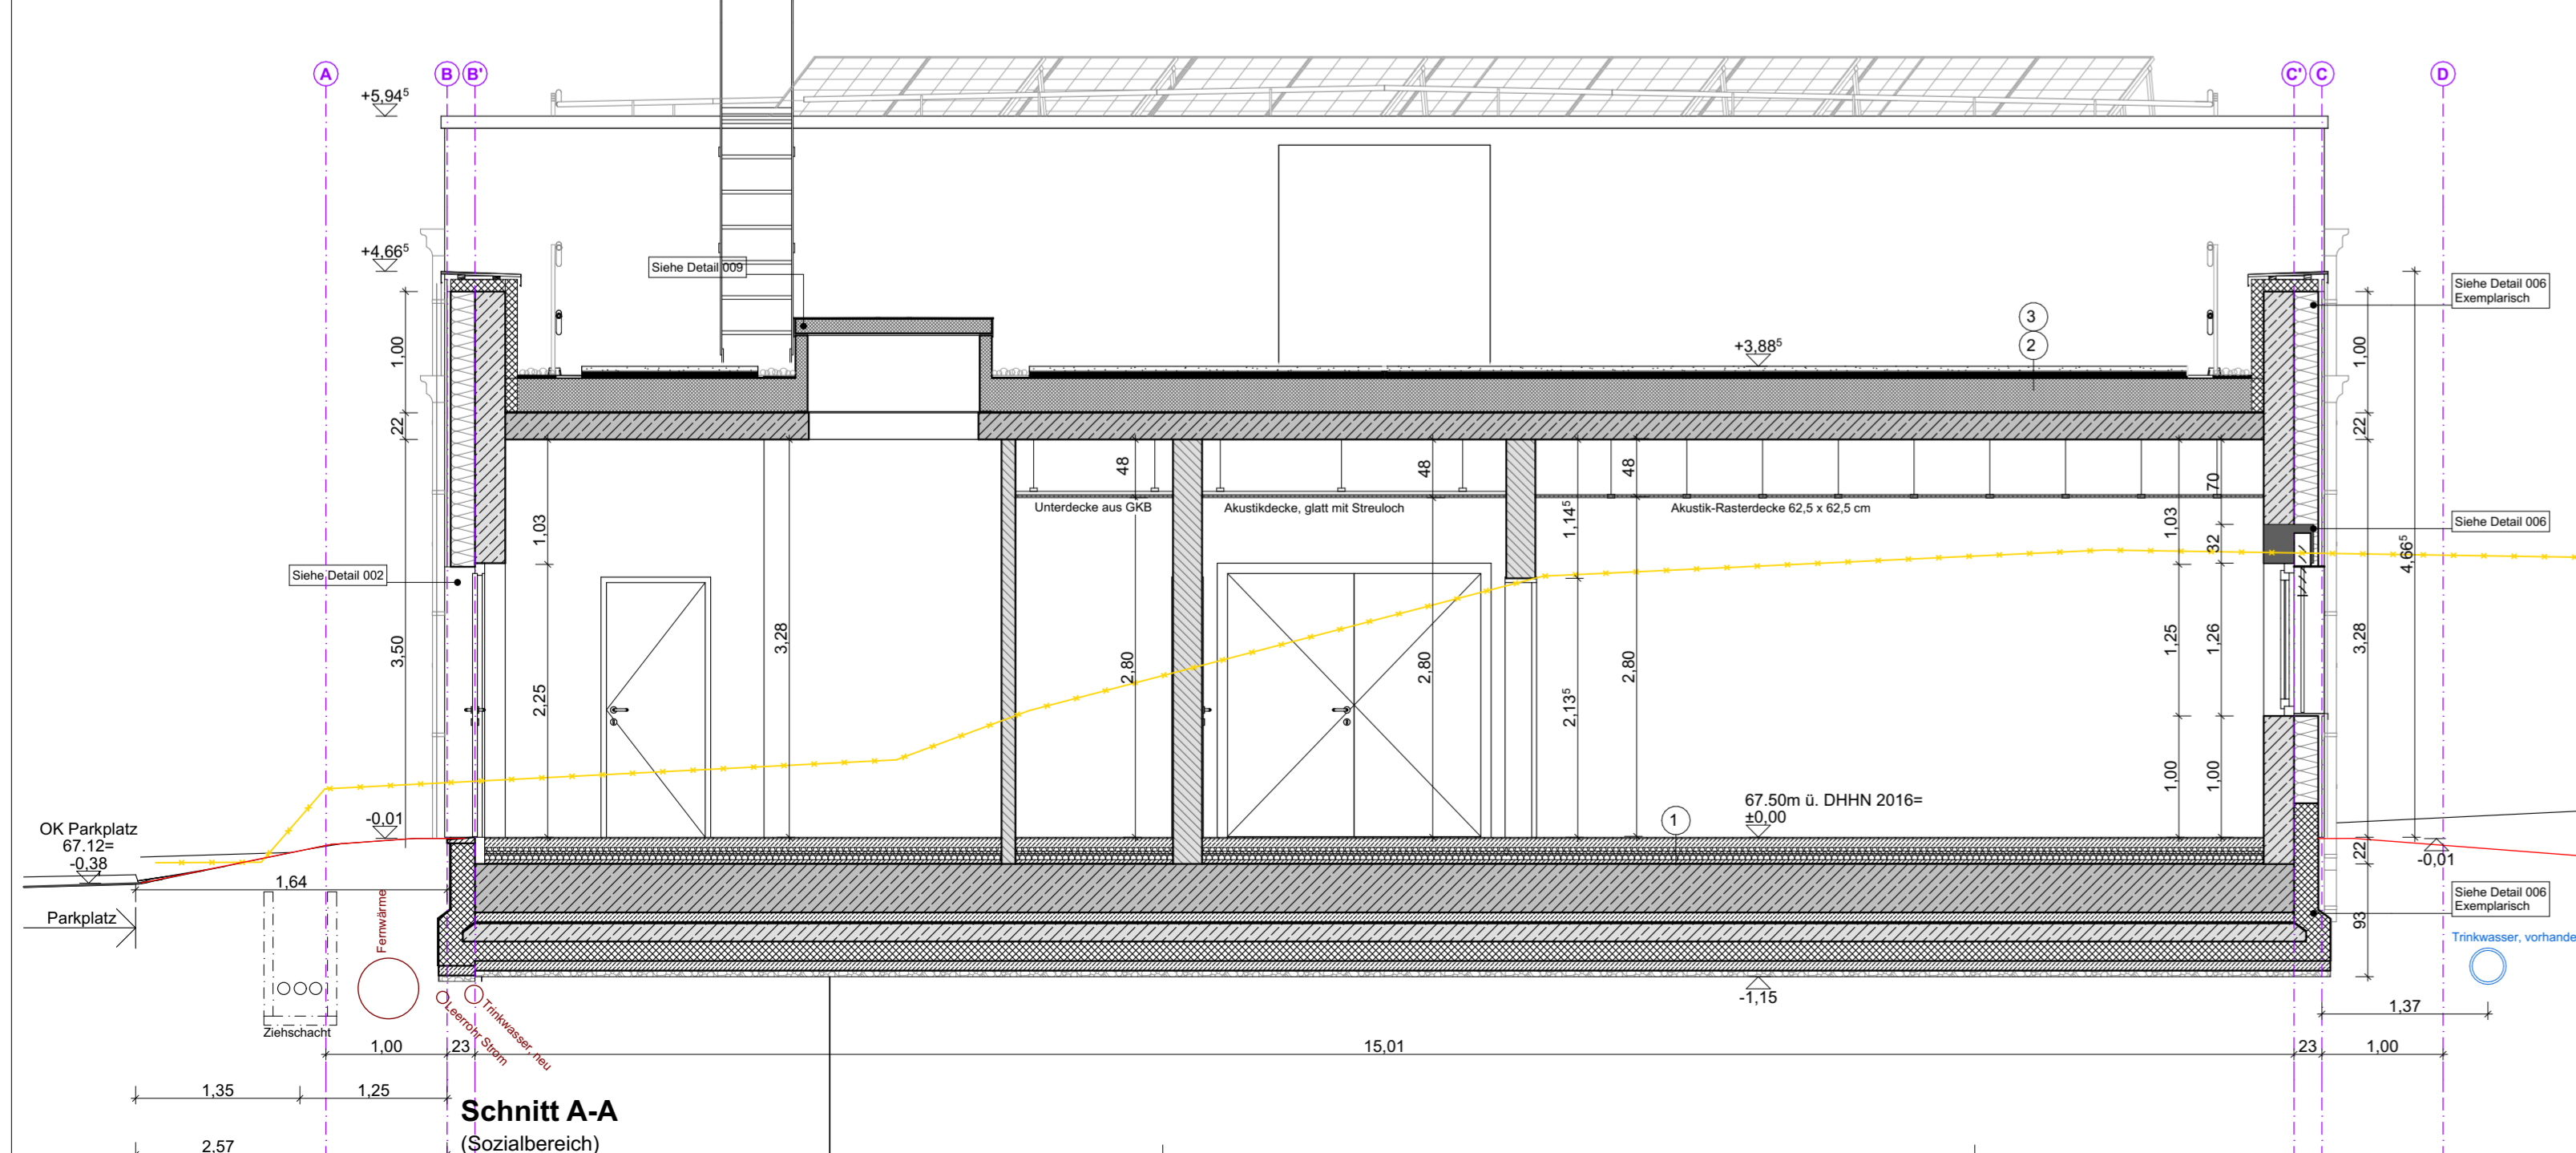 A
B
B'
C'
C
D
+5,94⁵
+4,66⁵
Siehe Detail 009
Siehe Detail 006
Exemplarisch
3
2
+3,88⁵
1,00
22
3,50
1,00
22
3,28
4,66⁵
48
48
48
70
Unterdecke aus GKB
Akustikdecke, glatt mit Streuloch
Akustik-Rasterdecke 62,5 x 62,5 cm
1,03
1,14⁵
1,03
32
Siehe Detail 006
Siehe Detail 002
2,25
3,28
2,80
2,80
2,13⁵
2,80
1,25
1,26
1,00
1,00
67.50m ü. DHHN 2016=
±0,00
1
OK Parkplatz
67.12=
-0,38
-0,01
-0,01
22
93
1,64
Parkplatz
Fernwärme
Siehe Detail 006
Exemplarisch
Trinkwasser, vorhande
Ziehschacht
Leerrohr Strom
Trinkwasser, neu
-1,15
1,37
1,00
23
15,01
23
1,00
1,35
1,25
Schnitt A-A
(Sozialbereich)
2,57